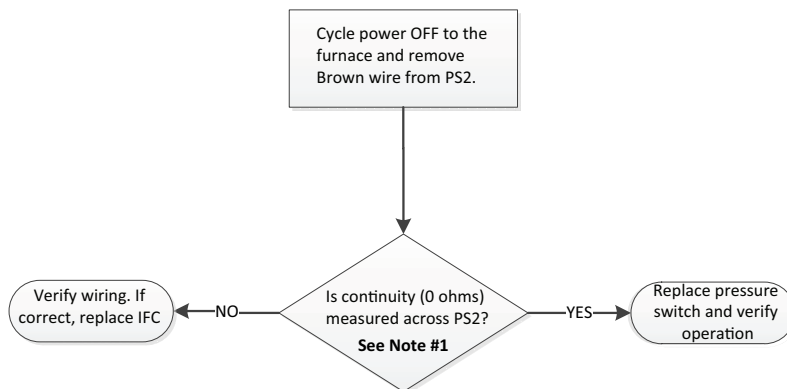 Cycle power OFF to the
furnace and remove
Brown wire from PS2.
Is continuity (0 ohms)
measured across PS2?
See Note #1
NO
Verify wiring. If
correct, replace IFC
YES
Replace pressure
switch and verify
operation